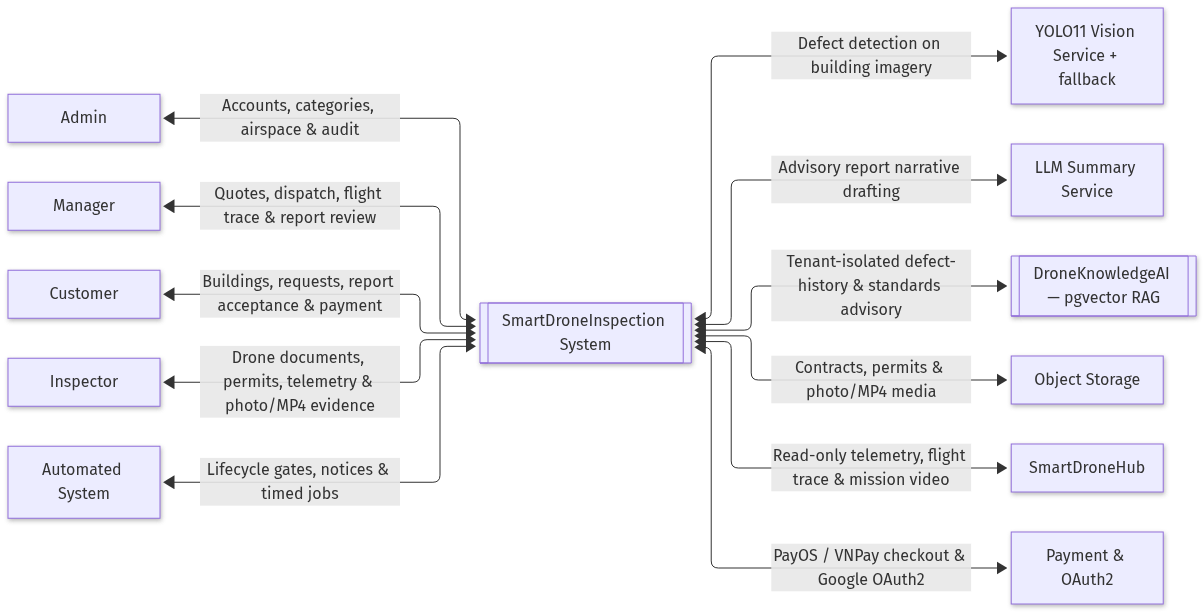 Admin
Accounts, categories,
airspace & audit
Manager
Quotes, dispatch, flight
trace & report review
Customer
Buildings, requests, report
acceptance & payment
Inspector
Drone documents,
permits, telemetry &
photo/MP4 evidence
Automated
System
Lifecycle gates, notices &
timed jobs
SmartDroneInspection
System
Defect detection on
building imagery
YOLO11 Vision
Service +
fallback
Advisory report narrative
drafting
LLM Summary
Service
Tenant-isolated defect-
history & standards
advisory
DroneKnowledgeAI
— pgvector RAG
Contracts, permits &
photo/MP4 media
Object Storage
Read-only telemetry, flight
trace & mission video
SmartDroneHub
PayOS / VNPay checkout &
Google OAuth2
Payment &
OAuth2